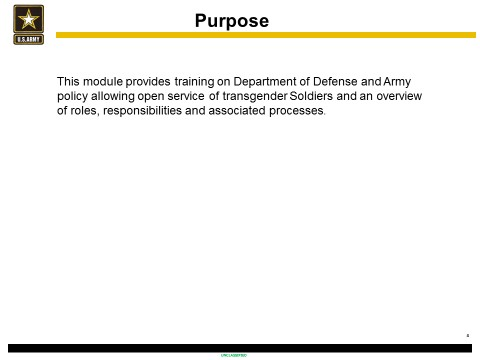 Purpose
U.S.ARMY
This module provides training on Department of Defense and Army
policy allowing open service of transgender Soldiers and an overview
of roles, responsibilities and associated processes.
UNCLASSIFIED